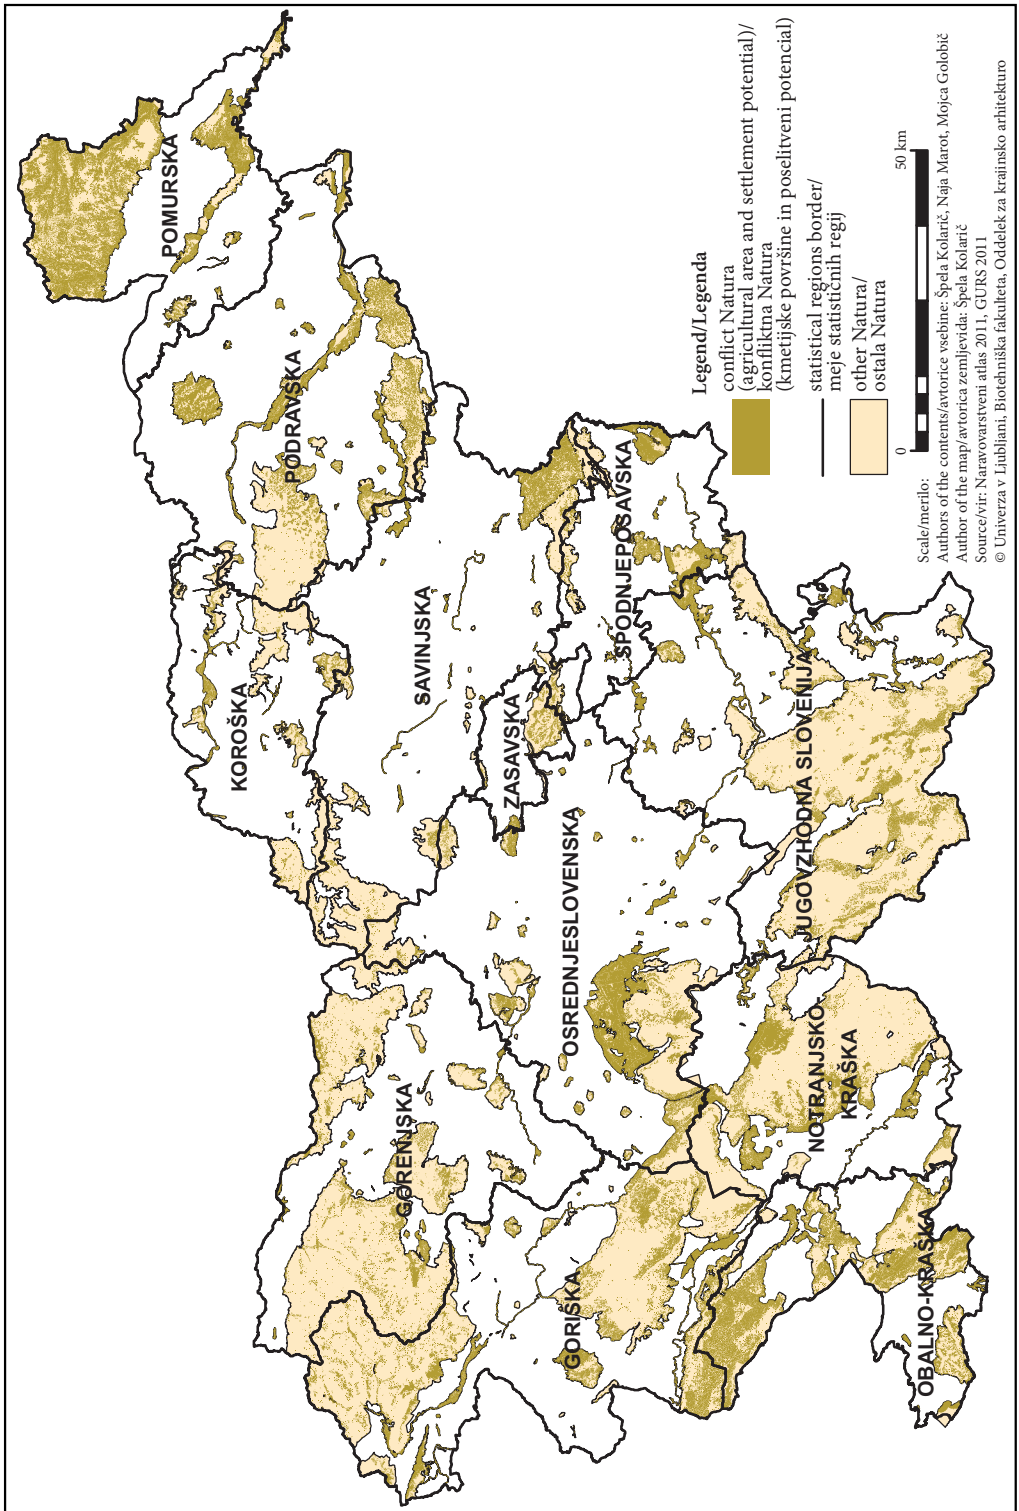 POMURSKA
PODRAVSKA
KOROŠKA
SAVINJSKA
ZASAVSKA
SPODNJEPOSAVSKA
JUGOVZHODNA SLOVENIJA
OSREDNJESLOVENSKA
GORENJSKA
NOTRANJSKO-
KRAŠKA
GORIŠKA
OBALNO-KRAŠKA
Legend/Legenda
conflict Natura
(agricultural area and settlement potential)/
konfliktna Natura
(kmetijske površine in poselitveni potencial)
statistical regions border/
meje statističnih regij
other Natura/
ostala Natura
0 50 km
Scale/merilo:
Authors of the contents/avtorice vsebine: Špela Kolarič, Naja Marot, Mojca Golobič
Author of the map/avtorica zemljevida: Špela Kolarič
Source/vir: Naravovarstveni atlas 2011, GURS 2011
© Univerza v Ljubljani, Biotehniška fakulteta, Oddelek za krajinsko arhitekturo